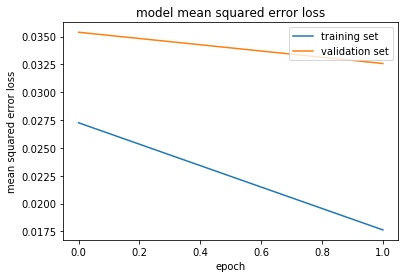 model mean squared error loss
0.0350
0.0325
0.0300
0.0275
0.0250
0.0225
0.0200
0.0175
mean squared error loss
training set
validation set
0.0 0.2 0.4 0.6 0.8 1.0
epoch